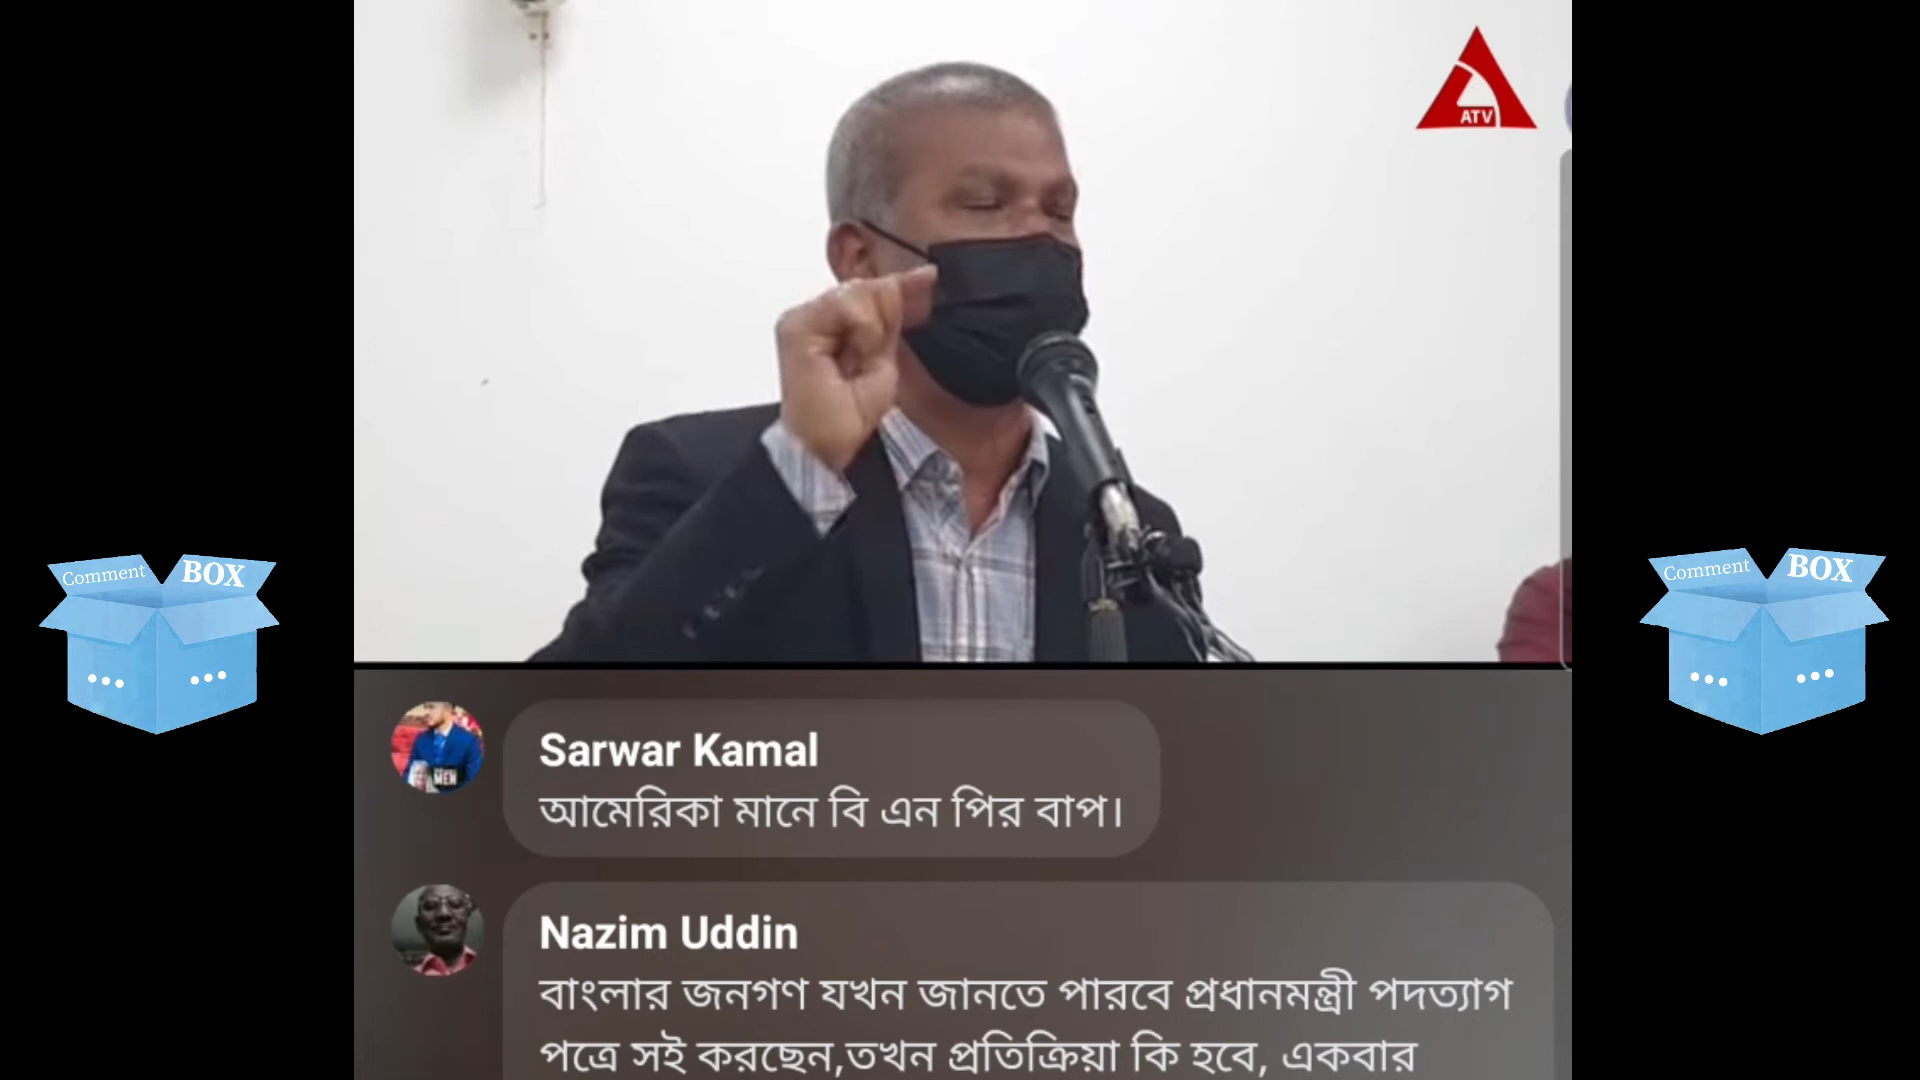 ATV
Comment BOX
Comment BOX
MEN
Sarwar Kamal
আমেরিকা মানে বি এন পির বাপ।
Nazim Uddin
বাংলার জনগণ যখন জানতে পারবে প্রধানমন্ত্রী পদত্যাগ
পত্রে সই করছেন,তখন প্রতিক্রিয়া কি হবে, একবার